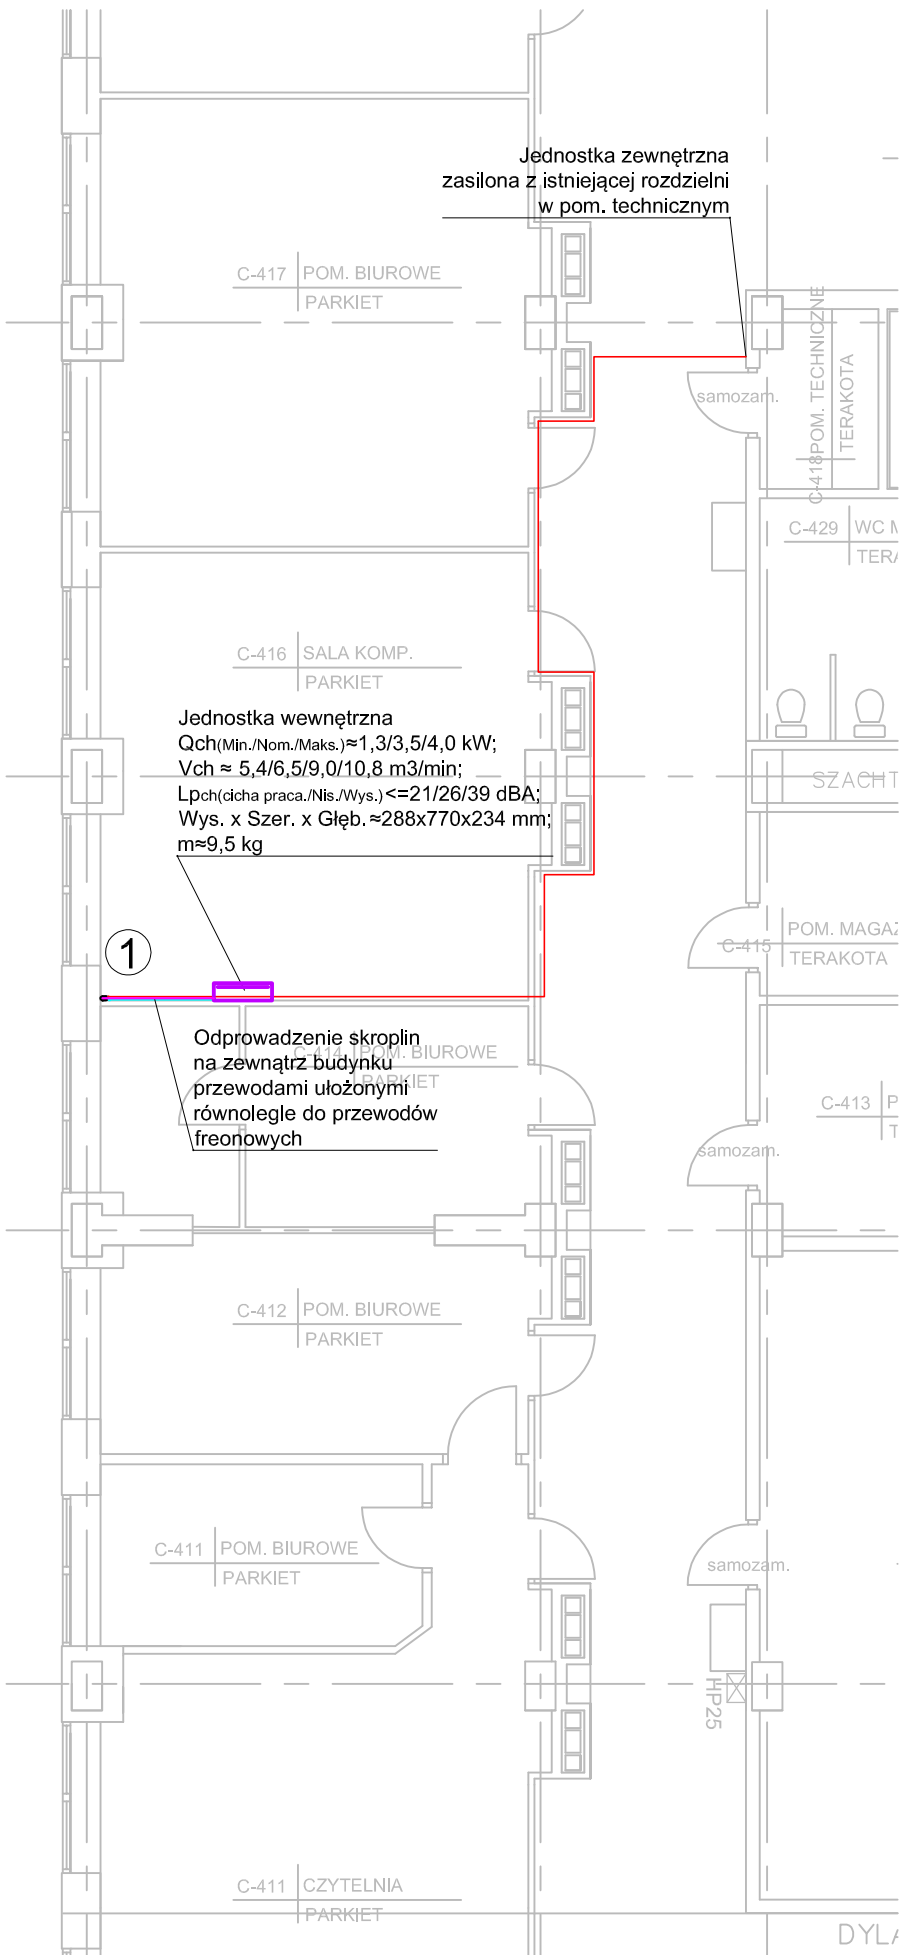 Jednostka zewnętrzna
zasilona z istniejącej rozdzielni
w pom. technicznym
C-417 POM. BIUROWE
PARKIET
C-418 POM. TECHNICZNE
TERAKOTA
samozam.
C-429 WC
C-416 SALA KOMP.
PARKIET
Jednostka wewnętrzna
Qch(Min./Nom./Maks.)≈1,3/3,5/4,0 kW;
Vch ≈ 5,4/6,5/9,0/10,8 m3/min;
Lpch(cicha praca./Nis./Wys.)<=21/26/39 dBA;
Wys. x Szer. x Głęb.≈288x770x234 mm;
m≈9,5 kg
SZACHT
1
C-415 POM.
TERAKOTA
Odprowadzenie skroplin
na zewnątrz budynku
przewodami ułożonymi
równolegle do przewodów
freonowych
C-414 POM. BIUROWE
PARKIET
C-413
samozam.
C-412 POM. BIUROWE
PARKIET
C-411 POM. BIUROWE
PARKIET
samozam.
HP25
C-411 CZYTELNIA
PARKIET